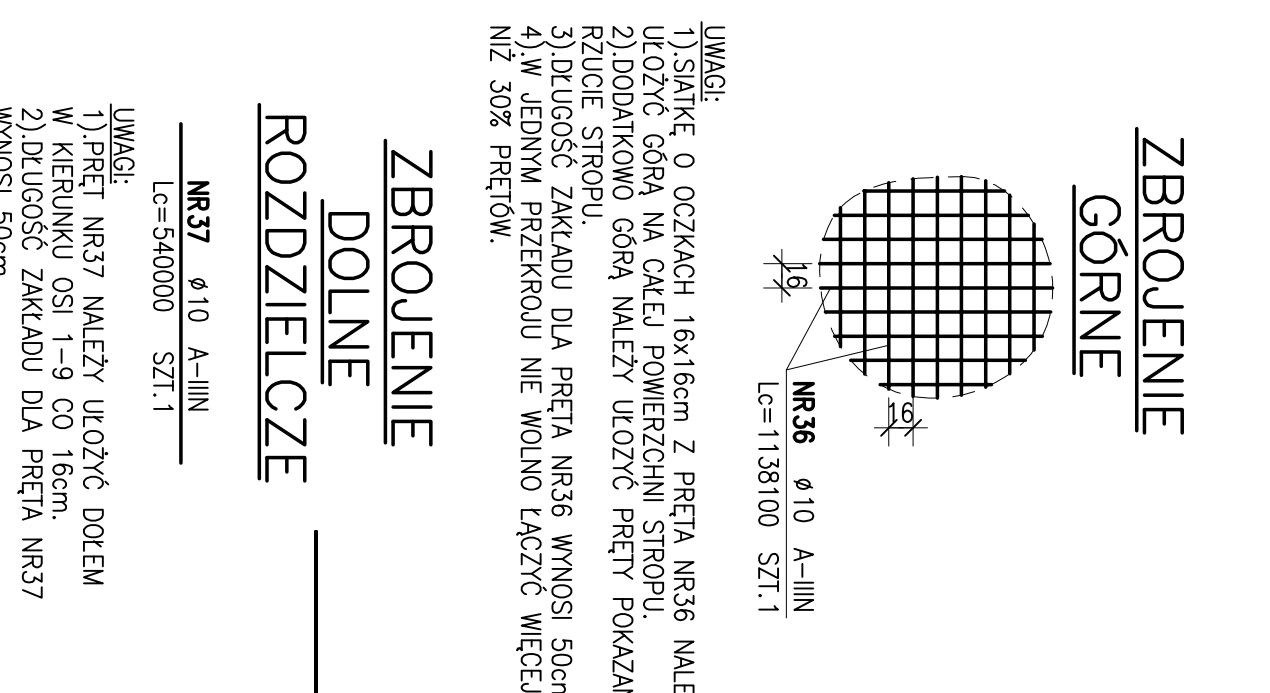 ZBROJENIE
GÓRNE
16
16
NR36 ø10 A-IIIN
Lc=1138100 SZT.1
UWAGI:
1).SIATKĘ O OCZKACH 16x16cm Z PRĘTA NR36
UŁOŻYĆ GÓRĄ NA CAŁEJ POWIERZCHNI STROPU.
2).DODATKOWO GÓRĄ NALEŻY UŁOZYĆ PRĘTY
RZUCIE STROPU.
3).DŁUGOŚĆ ZAKŁADU DLA PRĘTA NR36 WYNOSI 50cm
4).W JEDNYM PRZEKROJU NIE WOLNO ŁĄCZYĆ WIĘCEJ
NIŻ 30% PRĘTÓW.
ZBROJENIE
DOLNE
ROZDZIELCZE
NR37 ø10 A-IIIN
Lc=540000 SZT.1
UWAGI:
1).PRĘT NR37 NALEŻY UŁOŻYĆ DOŁEM
W KIERUNKU OSI 1-9 CO 16cm.
2).DŁUGOŚĆ ZAKŁADU DLA PRĘTA NR37
WYNOSI 50cm